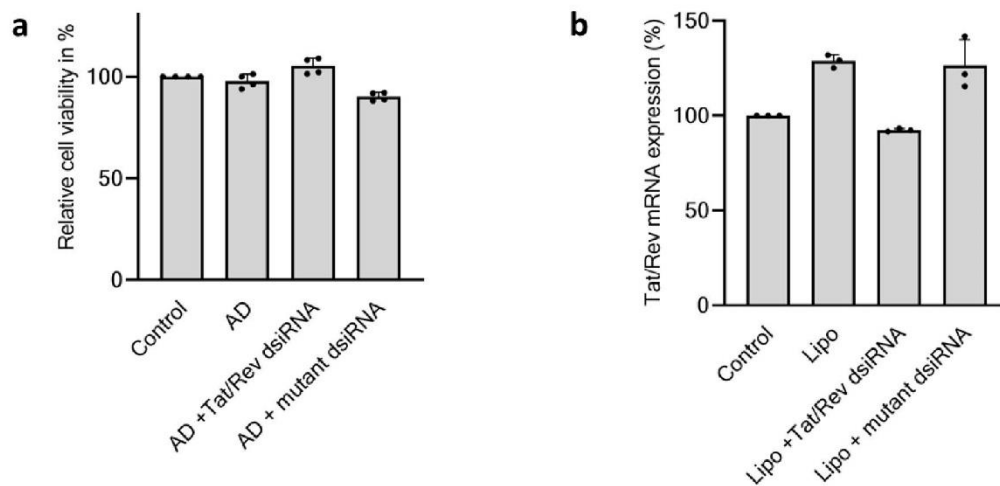 a
Relative cell viability in %
100
50
0
Control
AD
AD +Tat/Rev dsiRNA
AD + mutant dsiRNA
b
Tat/Rev mRNA expression (%)
150
100
50
0
Control
Lipo
Lipo +Tat/Rev dsiRNA
Lipo + mutant dsiRNA